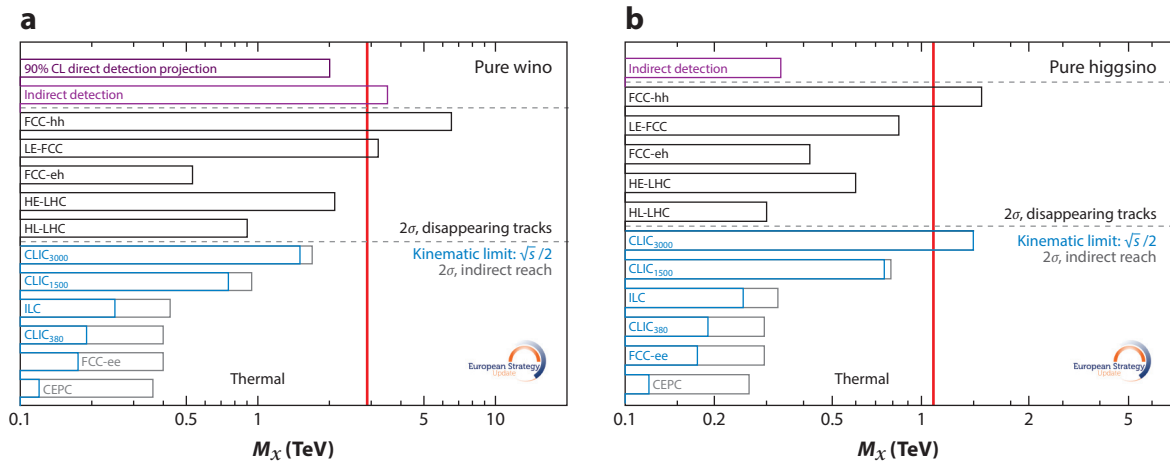 a
90% CL direct detection projection
Pure wino
Indirect detection
FCC-hh
LE-FCC
FCC-eh
HE-LHC
HL-LHC
2σ, disappearing tracks
CLIC₃₀₀₀
Kinematic limit: √s /2
2σ, indirect reach
CLIC₁₅₀₀
ILC
CLIC₃₈₀
FCC-ee
CEPC
Thermal
European Strategy
Update
0.1 0.5 1 5 10
Mχ (TeV)
b
Indirect detection
Pure higgsino
FCC-hh
LE-FCC
FCC-eh
HE-LHC
HL-LHC
2σ, disappearing tracks
CLIC₃₀₀₀
Kinematic limit: √s /2
2σ, indirect reach
CLIC₁₅₀₀
ILC
CLIC₃₈₀
FCC-ee
CEPC
Thermal
European Strategy
Update
0.1 0.2 0.5 1 2 5
Mχ (TeV)